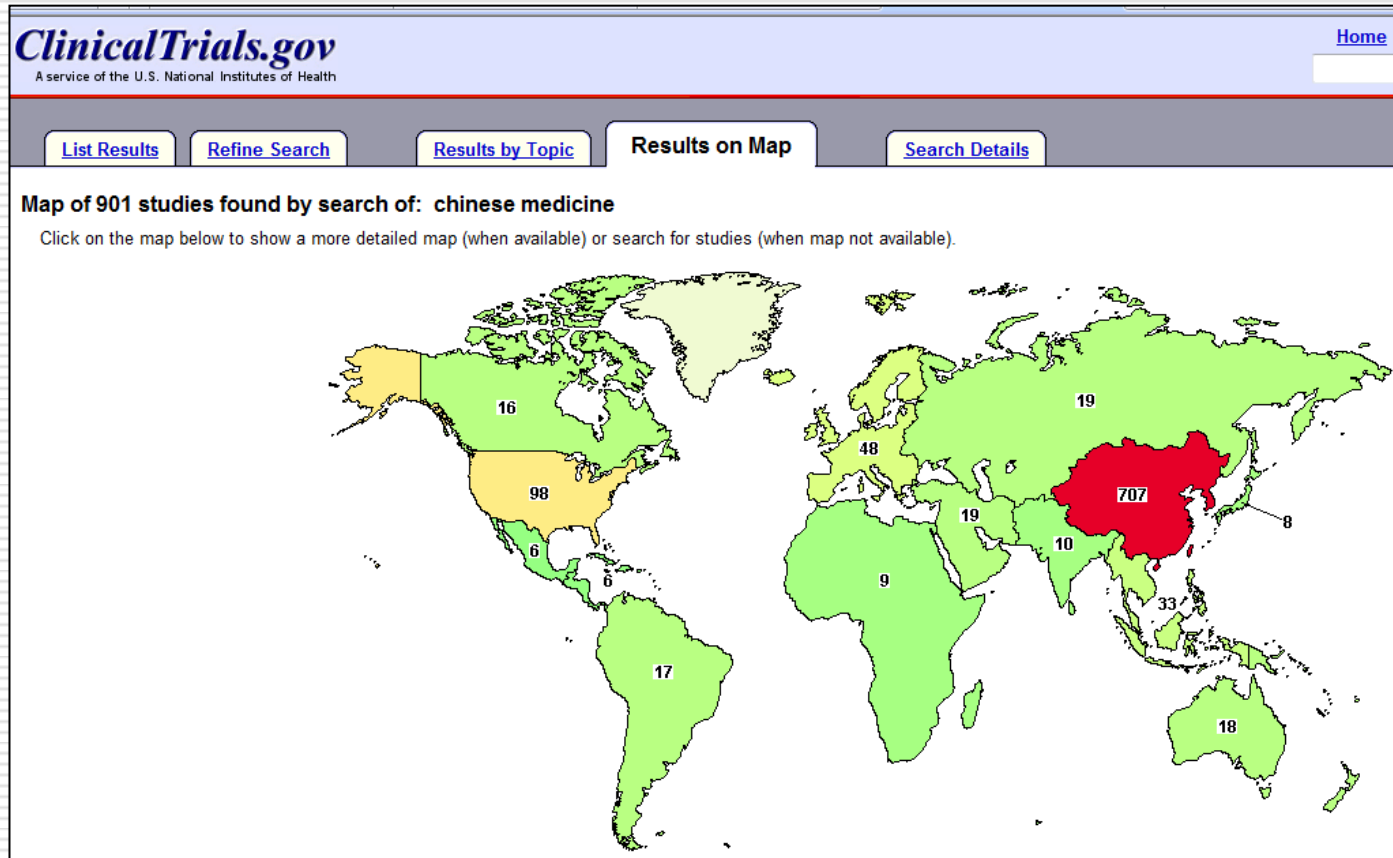 ClinicalTrials.gov
A service of the U.S. National Institutes of Health
Home
List Results
Refine Search
Results by Topic
Results on Map
Search Details
Map of 901 studies found by search of: chinese medicine
Click on the map below to show a more detailed map (when available) or search for studies (when map not available).
16
19
48
98
707
19
8
6
10
6
9
33
17
18